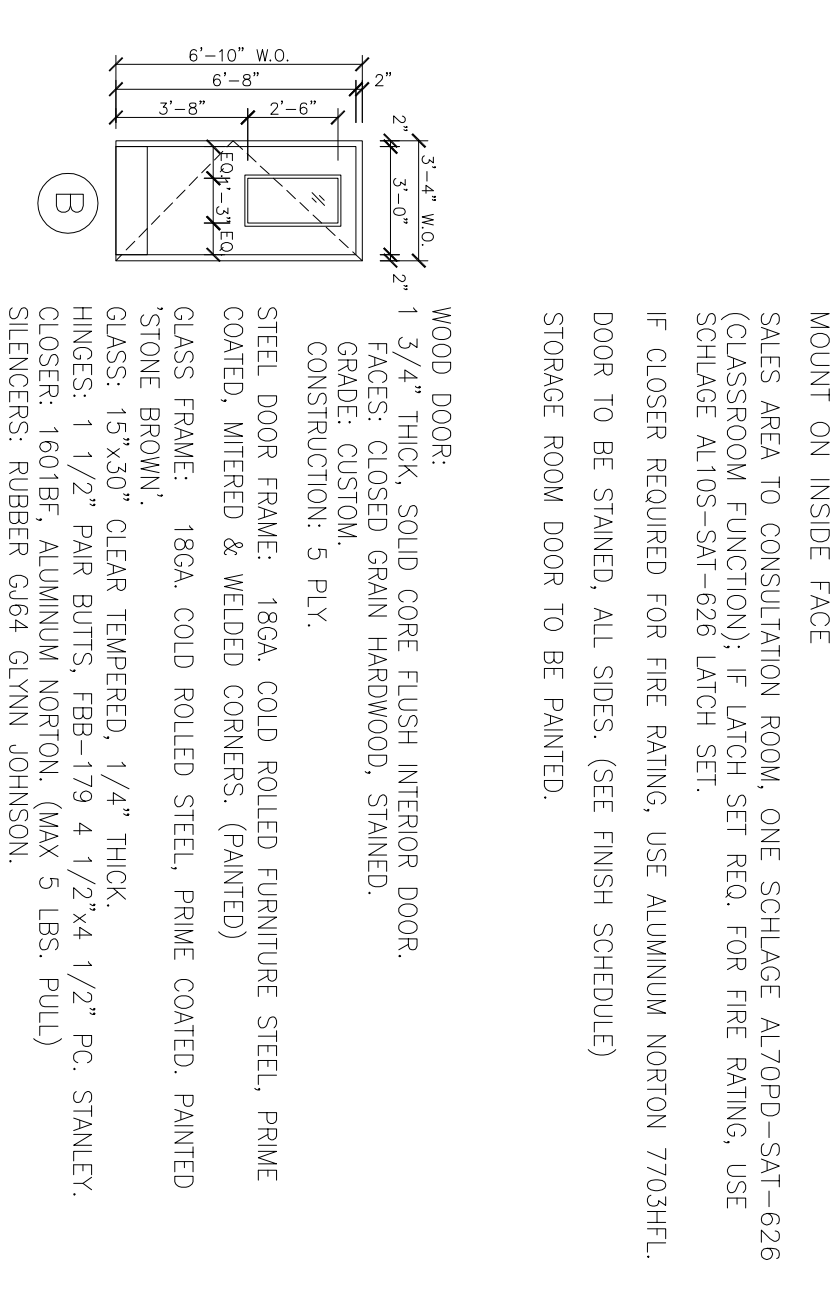 MOUNT ON INSIDE FACE
SALES AREA TO CONSULTATION ROOM, ONE SCHLAGE AL70PD-SAT-626
(CLASSROOM FUNCTION); IF LATCH SET REQ. FOR FIRE RATING, USE
SCHLAGE AL10S-SAT-626 LATCH SET.
IF CLOSER REQUIRED FOR FIRE RATING, USE ALUMINUM NORTON 7703HFL.
DOOR TO BE STAINED, ALL SIDES. (SEE FINISH SCHEDULE)
STORAGE ROOM DOOR TO BE PAINTED.
3'-4" W.O.
2" 3'-0" 2"
2"
2'-6"
3'-8"
6'-8"
6'-10" W.O.
EQ 1'-3" EQ
B
WOOD DOOR:
1 3/4" THICK, SOLID CORE FLUSH INTERIOR DOOR.
FACES: CLOSED GRAIN HARDWOOD, STAINED.
GRADE: CUSTOM.
CONSTRUCTION: 5 PLY.
STEEL DOOR FRAME: 18GA. COLD ROLLED FURNITURE STEEL, PRIME
COATED, MITERED & WELDED CORNERS. (PAINTED)
GLASS FRAME: 18GA. COLD ROLLED STEEL, PRIME COATED. PAINTED
'STONE BROWN'.
GLASS: 15"x30" CLEAR TEMPERED, 1/4" THICK.
HINGES: 1 1/2" PAIR BUTTS, FBB-179 4 1/2"x4 1/2" PC. STANLEY.
CLOSER: 1601BF, ALUMINUM NORTON. (MAX 5 LBS. PULL)
SILENCERS: RUBBER GJ64 GLYNN JOHNSON.